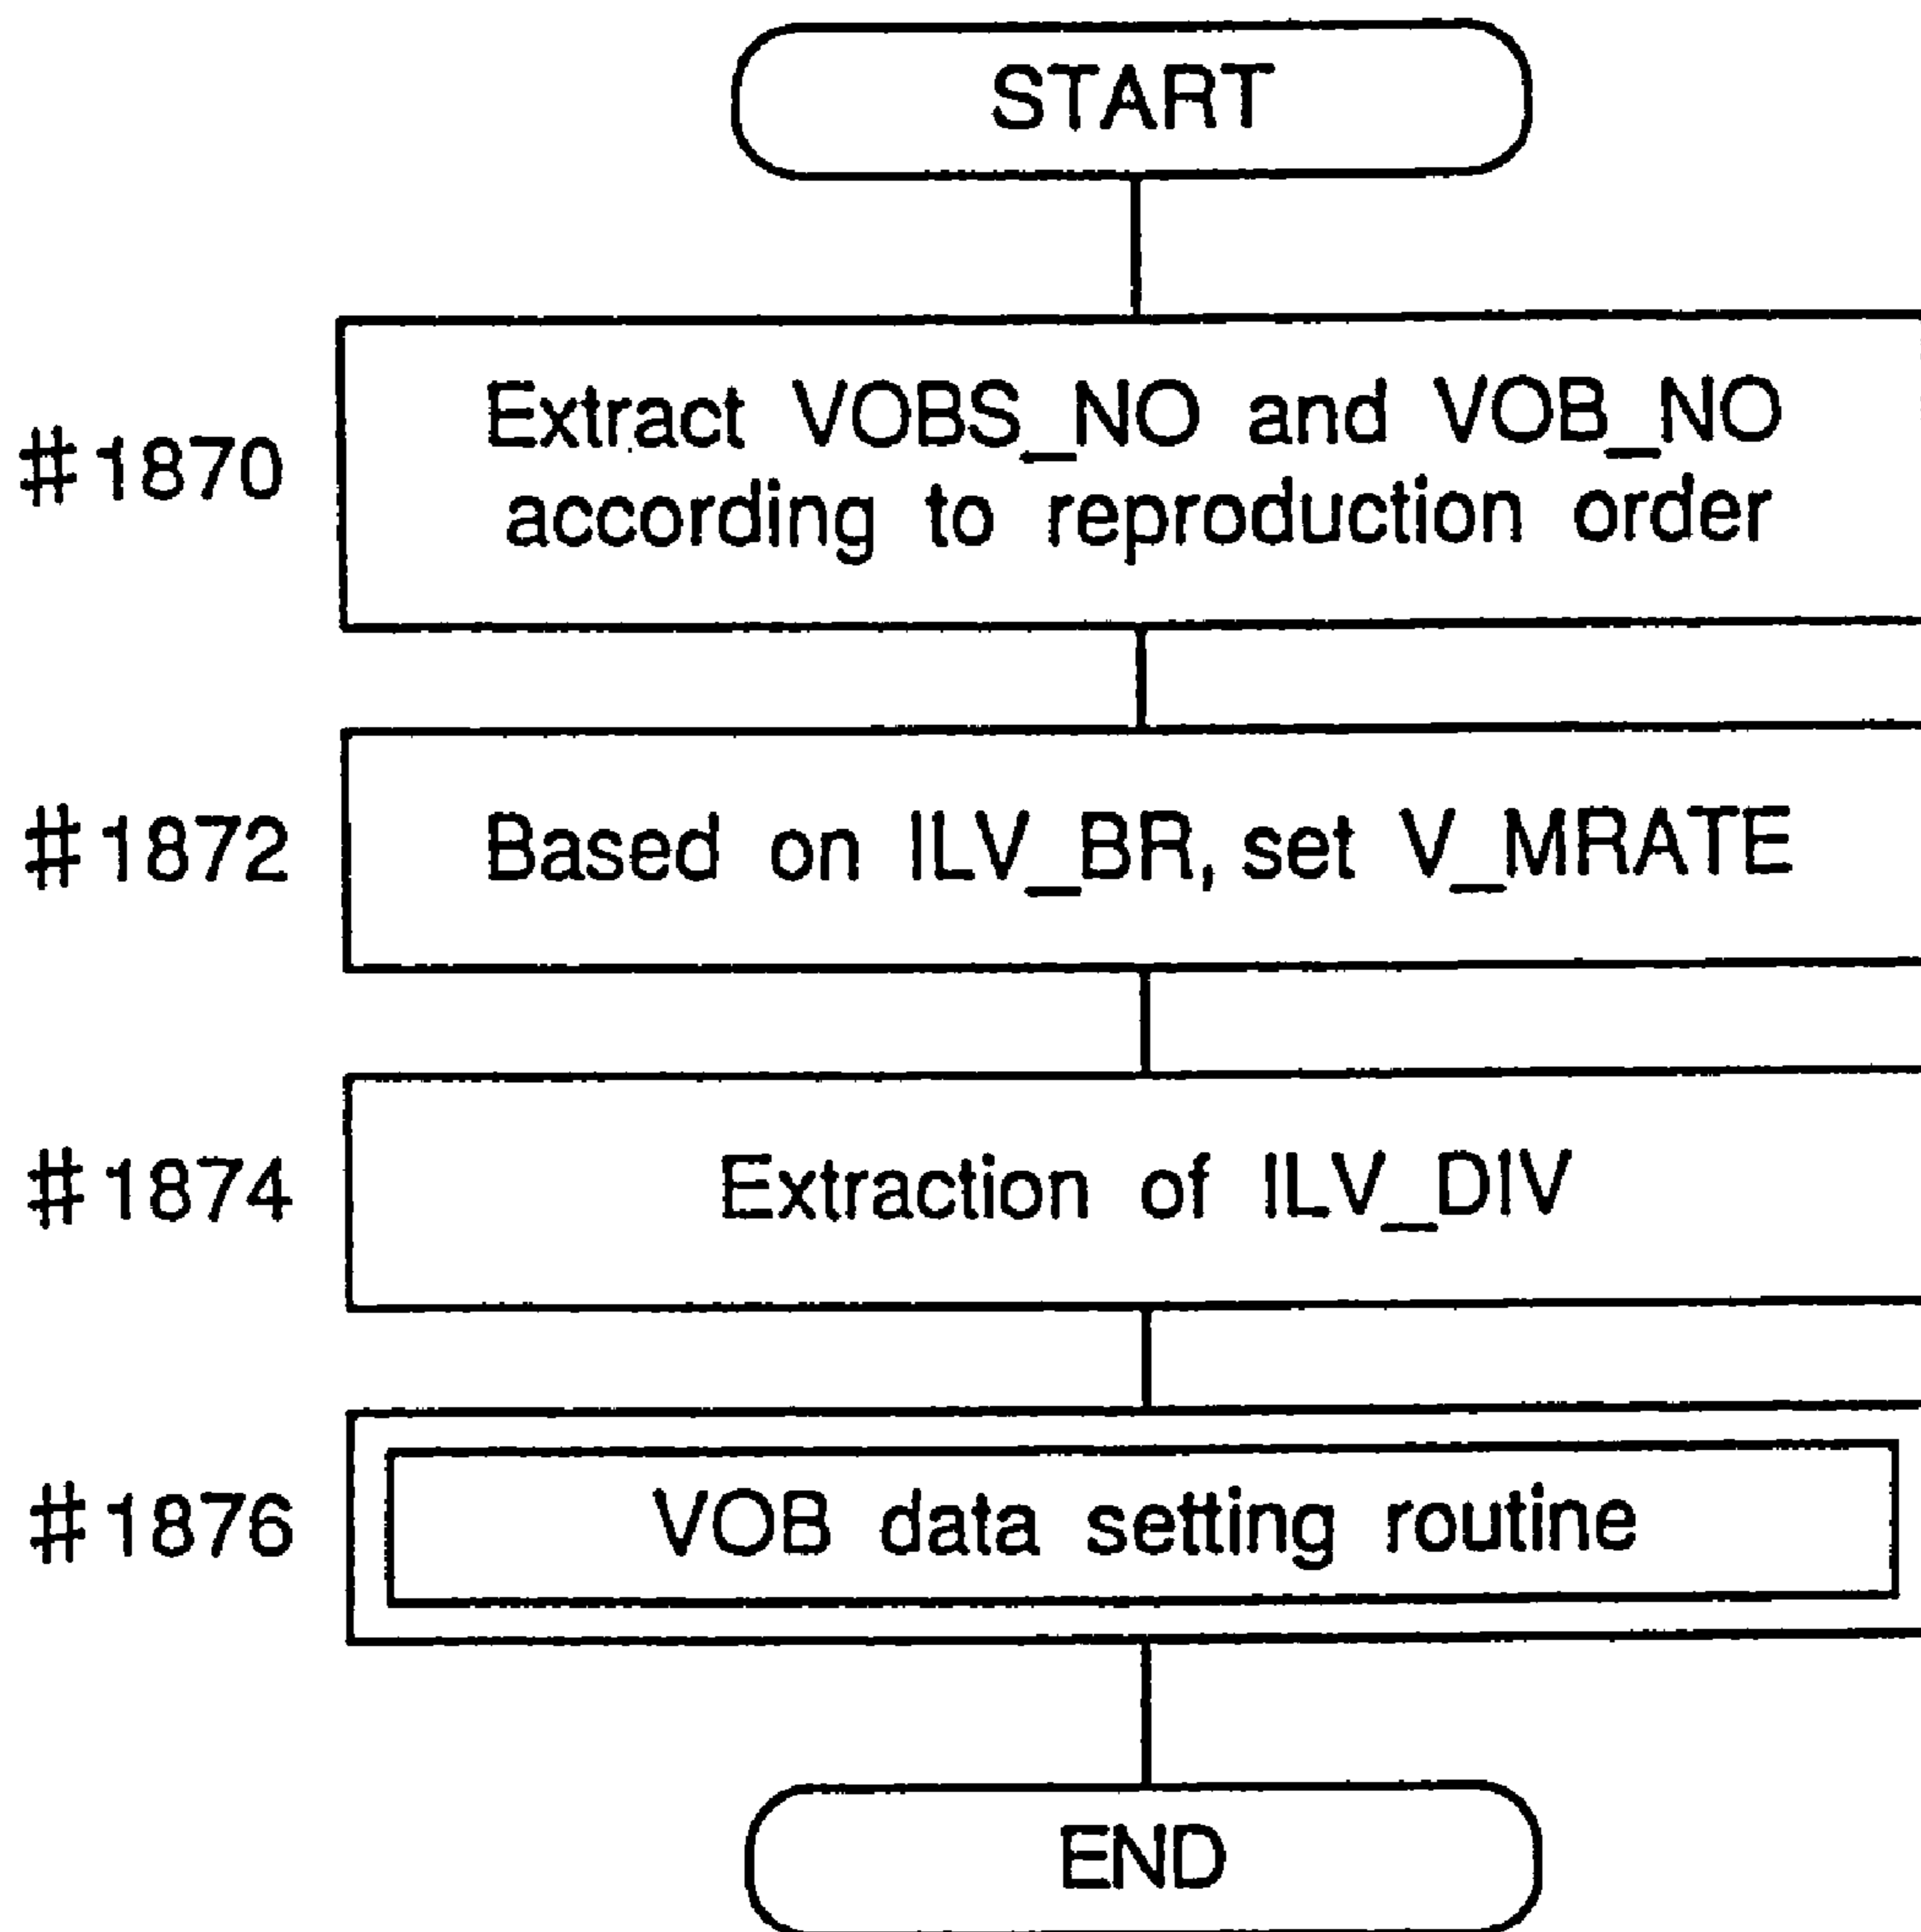 START
#1870
Extract VOBS_NO and VOB_NO
according to reproduction order
#1872
Based on ILV_BR, set V_MRATE
#1874
Extraction of ILV_DIV
#1876
VOB data setting routine
END